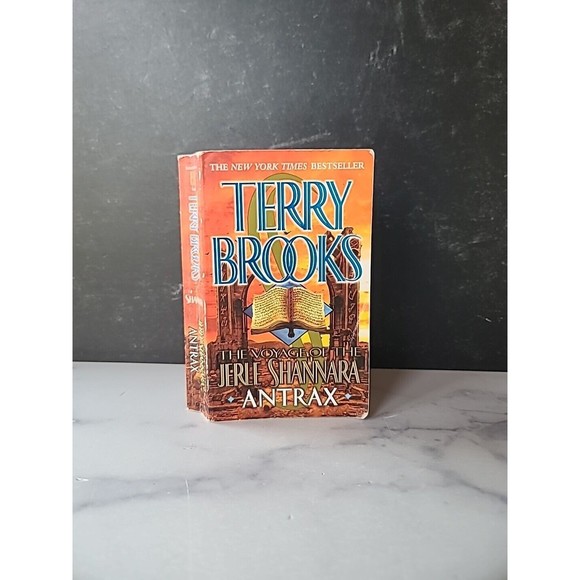 THE NEW YORK TIMES BESTSELLER
TERRY
BROOKS
THE VOYAGE OF THE
JERLE SHANNARA
ANTRAX
TERRY BROOKS
ANTRAX